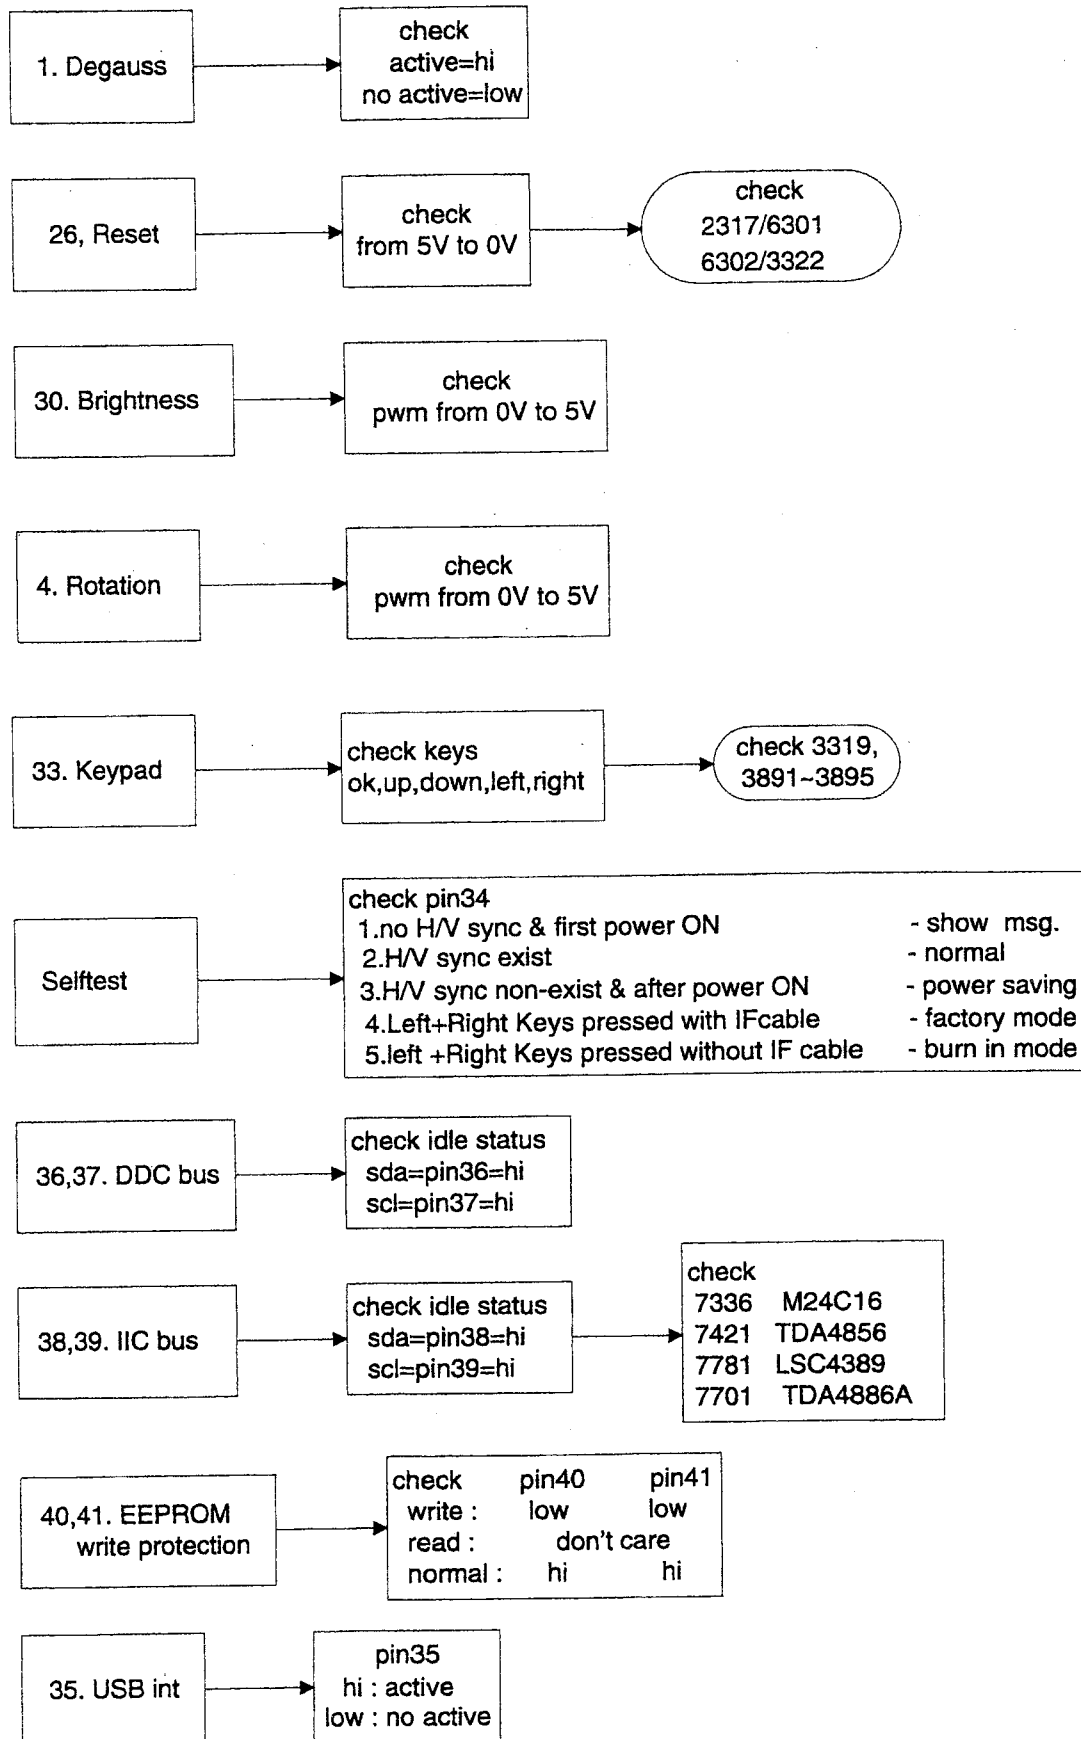 1. Degauss
check
active=hi
no active=low
26, Reset
check
from 5V to 0V
check
2317/6301
6302/3322
30. Brightness
check
pwm from 0V to 5V
4. Rotation
check
pwm from 0V to 5V
33. Keypad
check keys
ok,up,down,left,right
check 3319,
3891~3895
Selftest
check pin34
1.no H/V sync & first power ON - show msg.
2.H/V sync exist - normal
3.H/V sync non-exist & after power ON - power saving
4.Left+Right Keys pressed with IFcable - factory mode
5.left +Right Keys pressed without IF cable - burn in mode
36,37. DDC bus
check idle status
sda=pin36=hi
scl=pin37=hi
38,39. IIC bus
check idle status
sda=pin38=hi
scl=pin39=hi
check
7336 M24C16
7421 TDA4856
7781 LSC4389
7701 TDA4886A
40,41. EEPROM
write protection
check pin40 pin41
write : low low
read : don't care
normal : hi hi
35. USB int
pin35
hi : active
low : no active